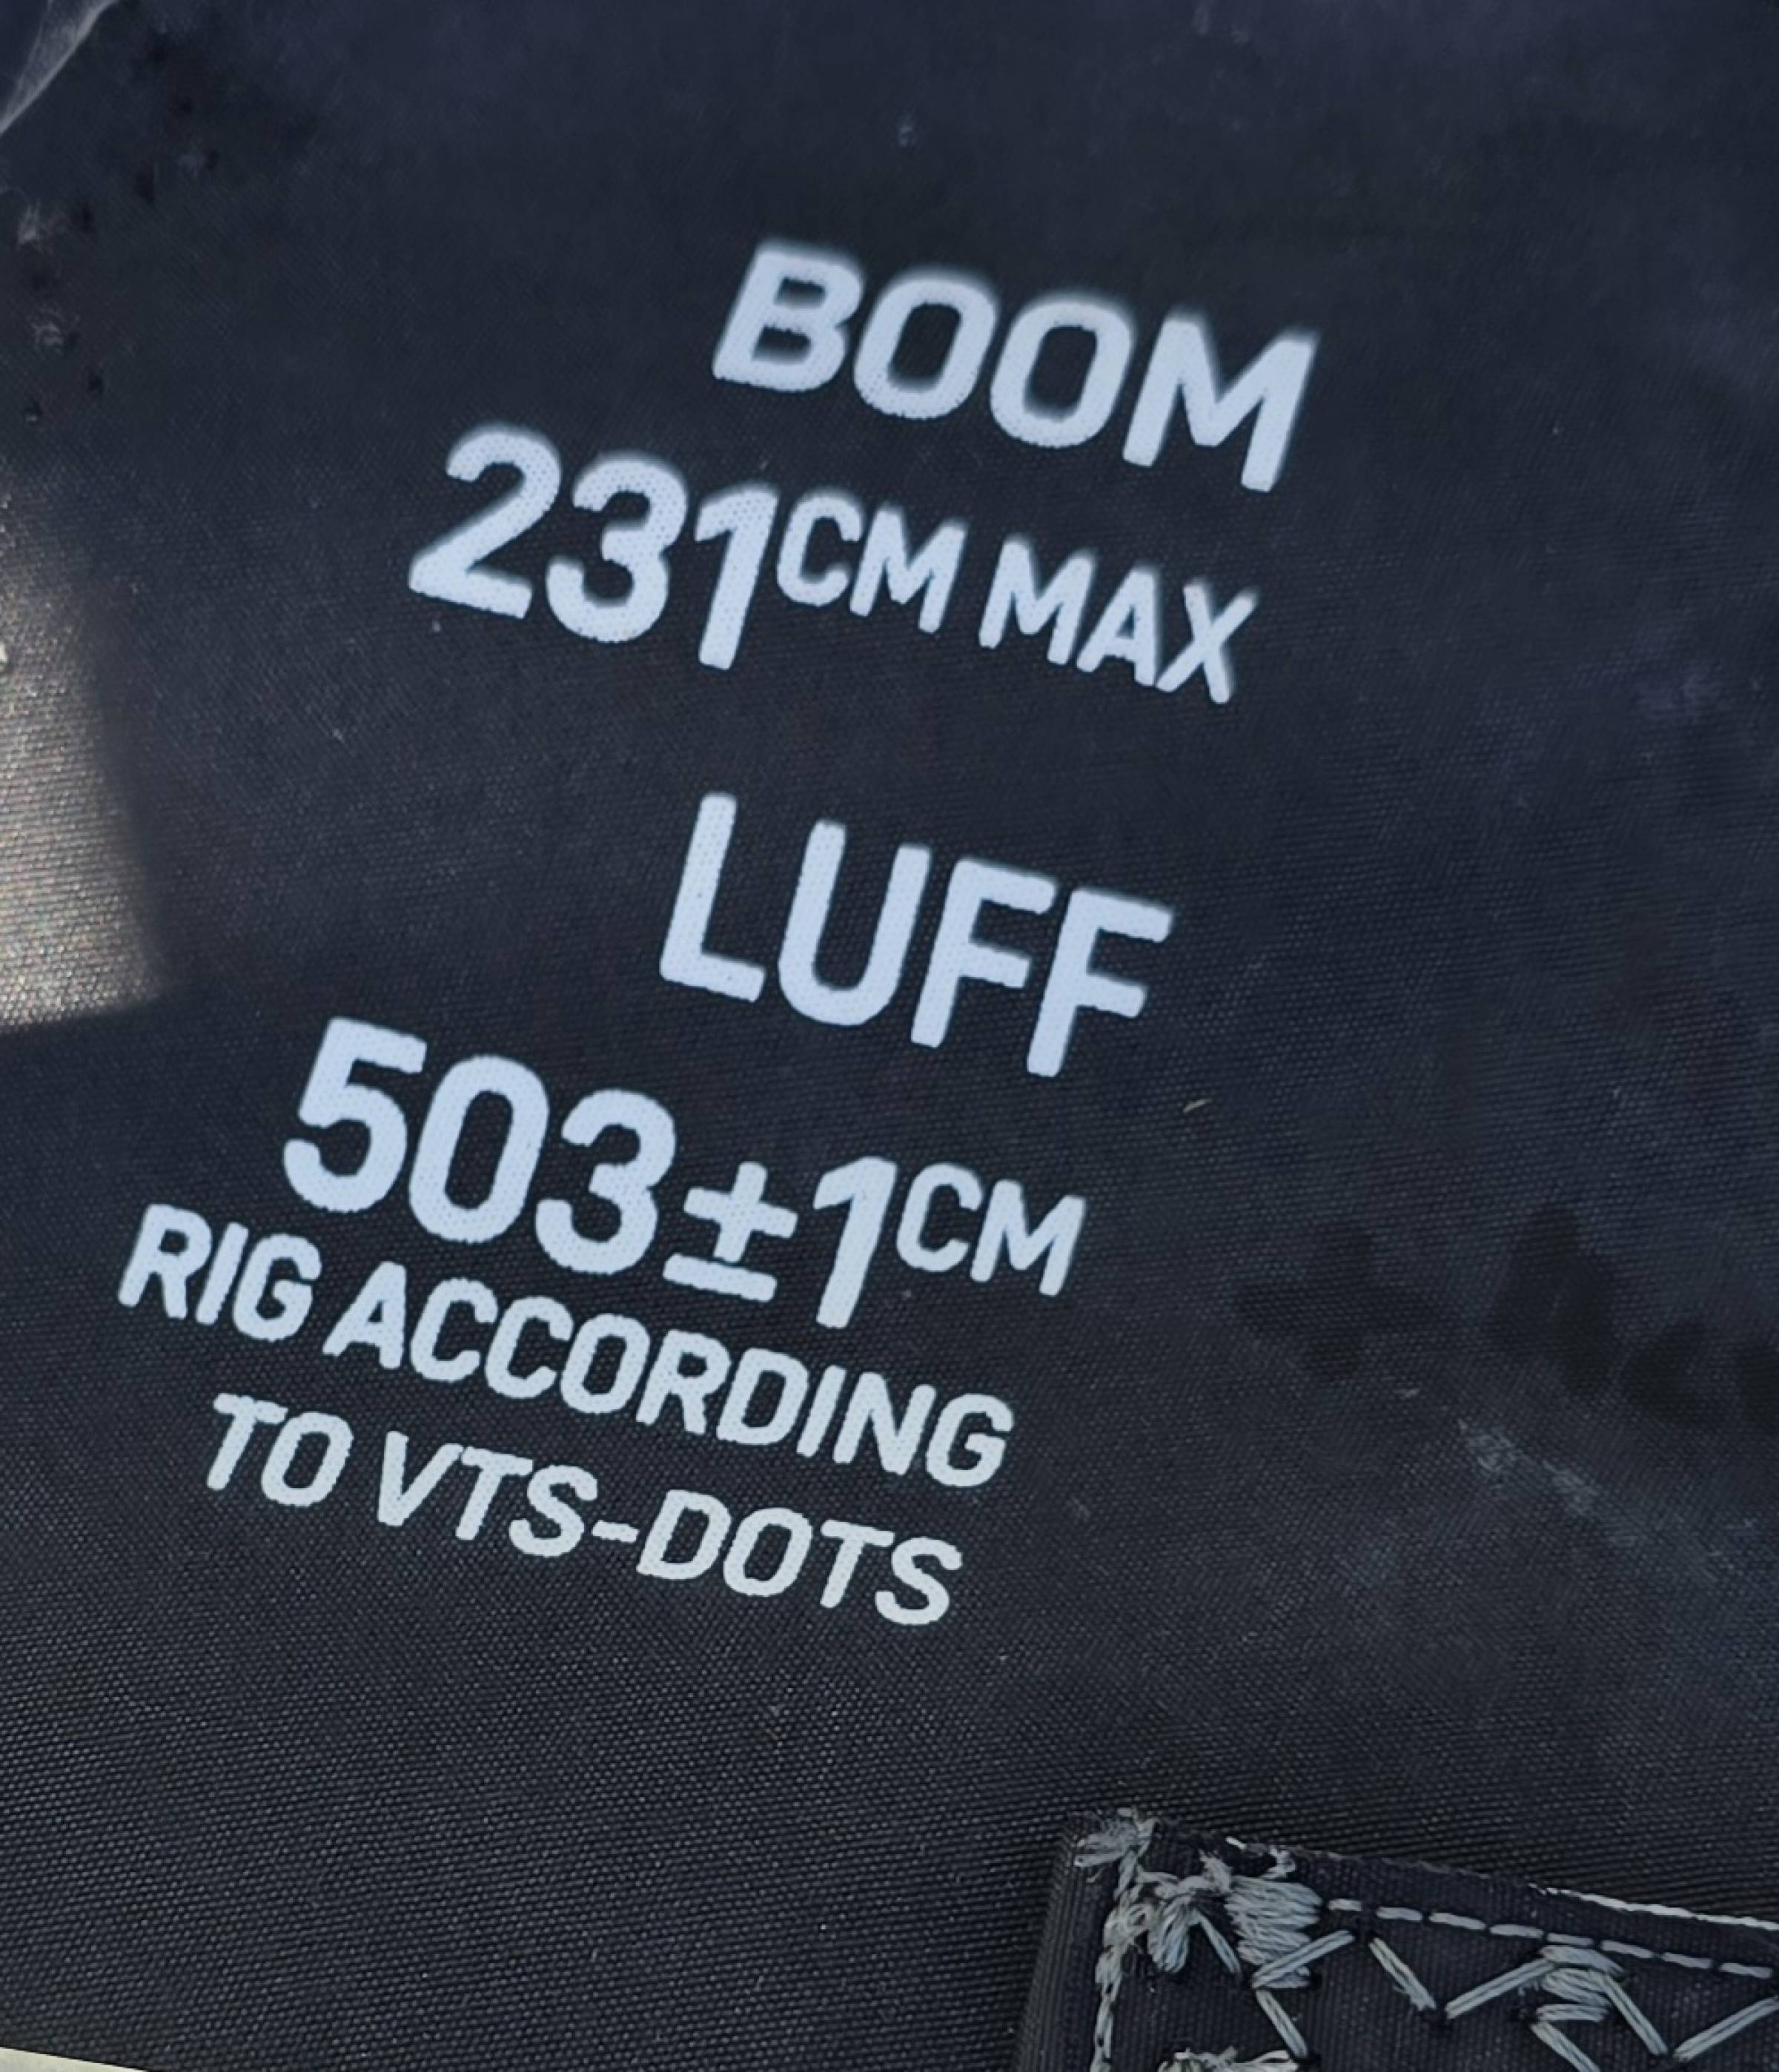 BOOM
231CM MAX
LUFF
503±1CM
RIG ACCORDING
TO VTS-DOTS